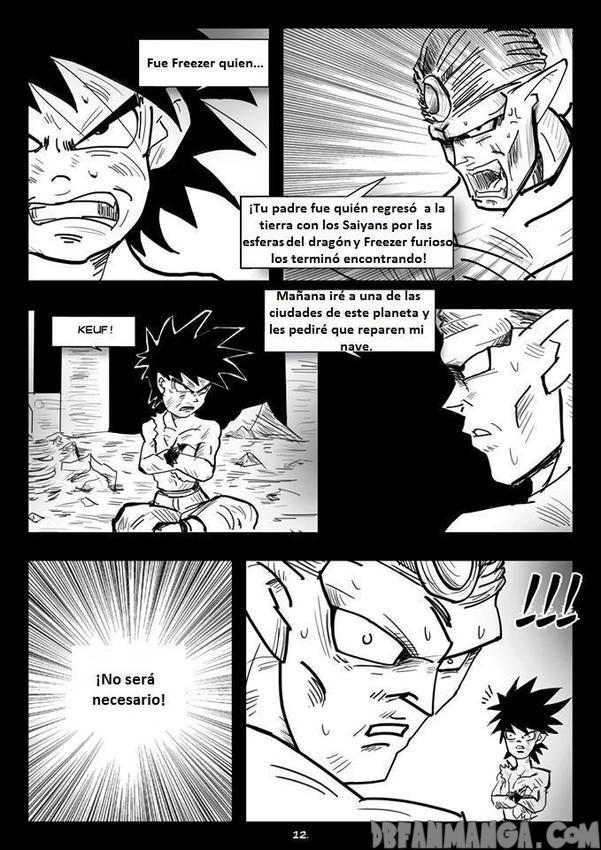 Fue Freezer quien...
¡Tu padre fue quién regresó a la
tierra con los Saiyans por las
esferas del dragón y Freezer furioso
los terminó encontrando!
KEUF!
Mañana iré a una de las
ciudades de este planeta y
les pediré que reparen mi
nave.
¡No será
necesario!
!!!
12.
DBFANMANGA.COM